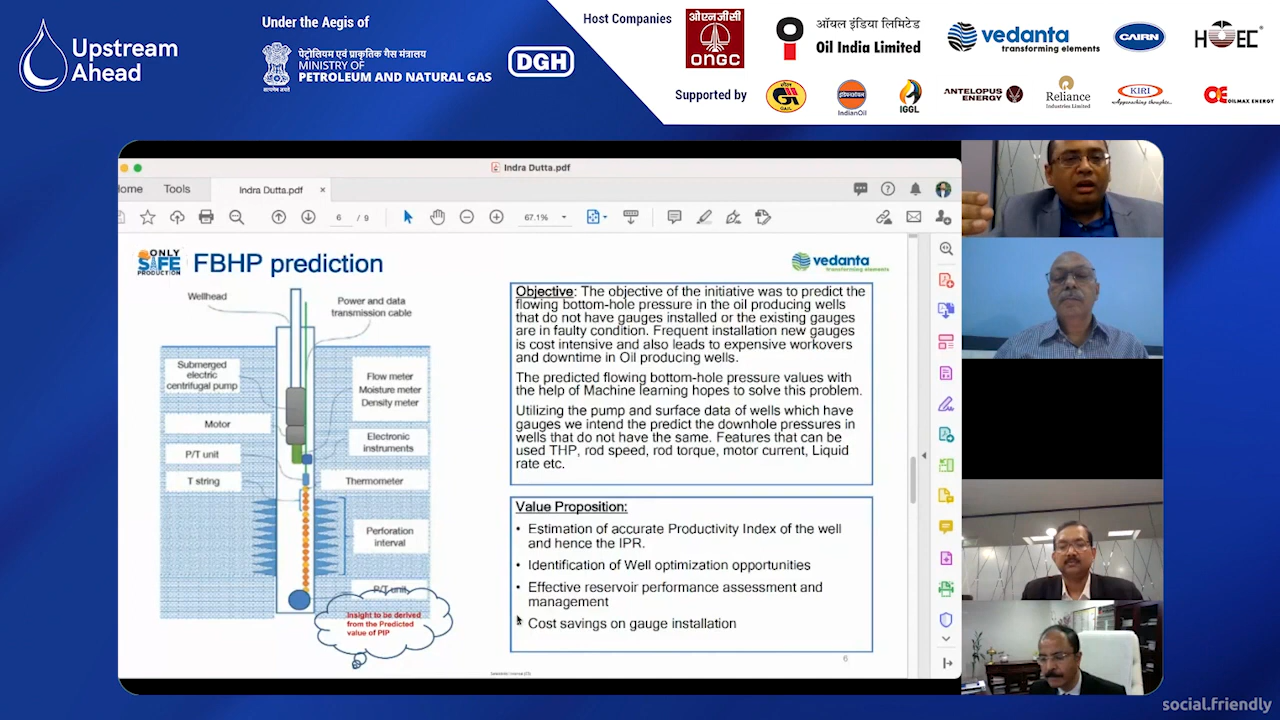 Upstream
Ahead
Under the Aegis of
पेट्रोलियम एवं प्राकृतिक गैस मंत्रालय
MINISTRY OF
PETROLEUM AND NATURAL GAS
सत्यमेव जयते
DGH
Host Companies
ओएनजीसी
ONGC
ऑयल इंडिया लिमिटेड
Oil India Limited
vedanta
transforming elements
CAIRN
HOEC
Supported by
गेल
GAIL
इंडियनऑयल
IndianOil
IGGL
ANTELOPUS
ENERGY
Reliance
Industries Limited
KIRI
Approaching thoughts..
OILMAX ENERGY
Indra Dutta.pdf
ome
Tools
Indra Dutta.pdf ×
6 / 9
67.1%
ONLY
SAFE
PRODUCTION
FBHP prediction
vedanta
transforming elements
Wellhead
Power and data
transmission cable
Submerged
electric
centrifugal pump
Motor
P/T unit
T string
Flow meter
Moisture meter
Density meter
Electronic
instruments
Thermometer
Perforation
interval
P/T unit
Insight to be derived
from the Predicted
value of PIP
Objective: The objective of the initiative was to predict the
flowing bottom-hole pressure in the oil producing wells
that do not have gauges installed or the existing gauges
are in faulty condition. Frequent installation new gauges
is cost intensive and also leads to expensive workovers
and downtime in Oil producing wells.
The predicted flowing bottom-hole pressure values with
the help of Machine learning hopes to solve this problem.
Utilizing the pump and surface data of wells which have
gauges we intend the predict the downhole pressures in
wells that do not have the same. Features that can be
used THP, rod speed, rod torque, motor current, Liquid
rate etc.
Value Proposition:
• Estimation of accurate Productivity Index of the well
and hence the IPR.
• Identification of Well optimization opportunities
• Effective reservoir performance assessment and
management
• Cost savings on gauge installation
6
social.friendly